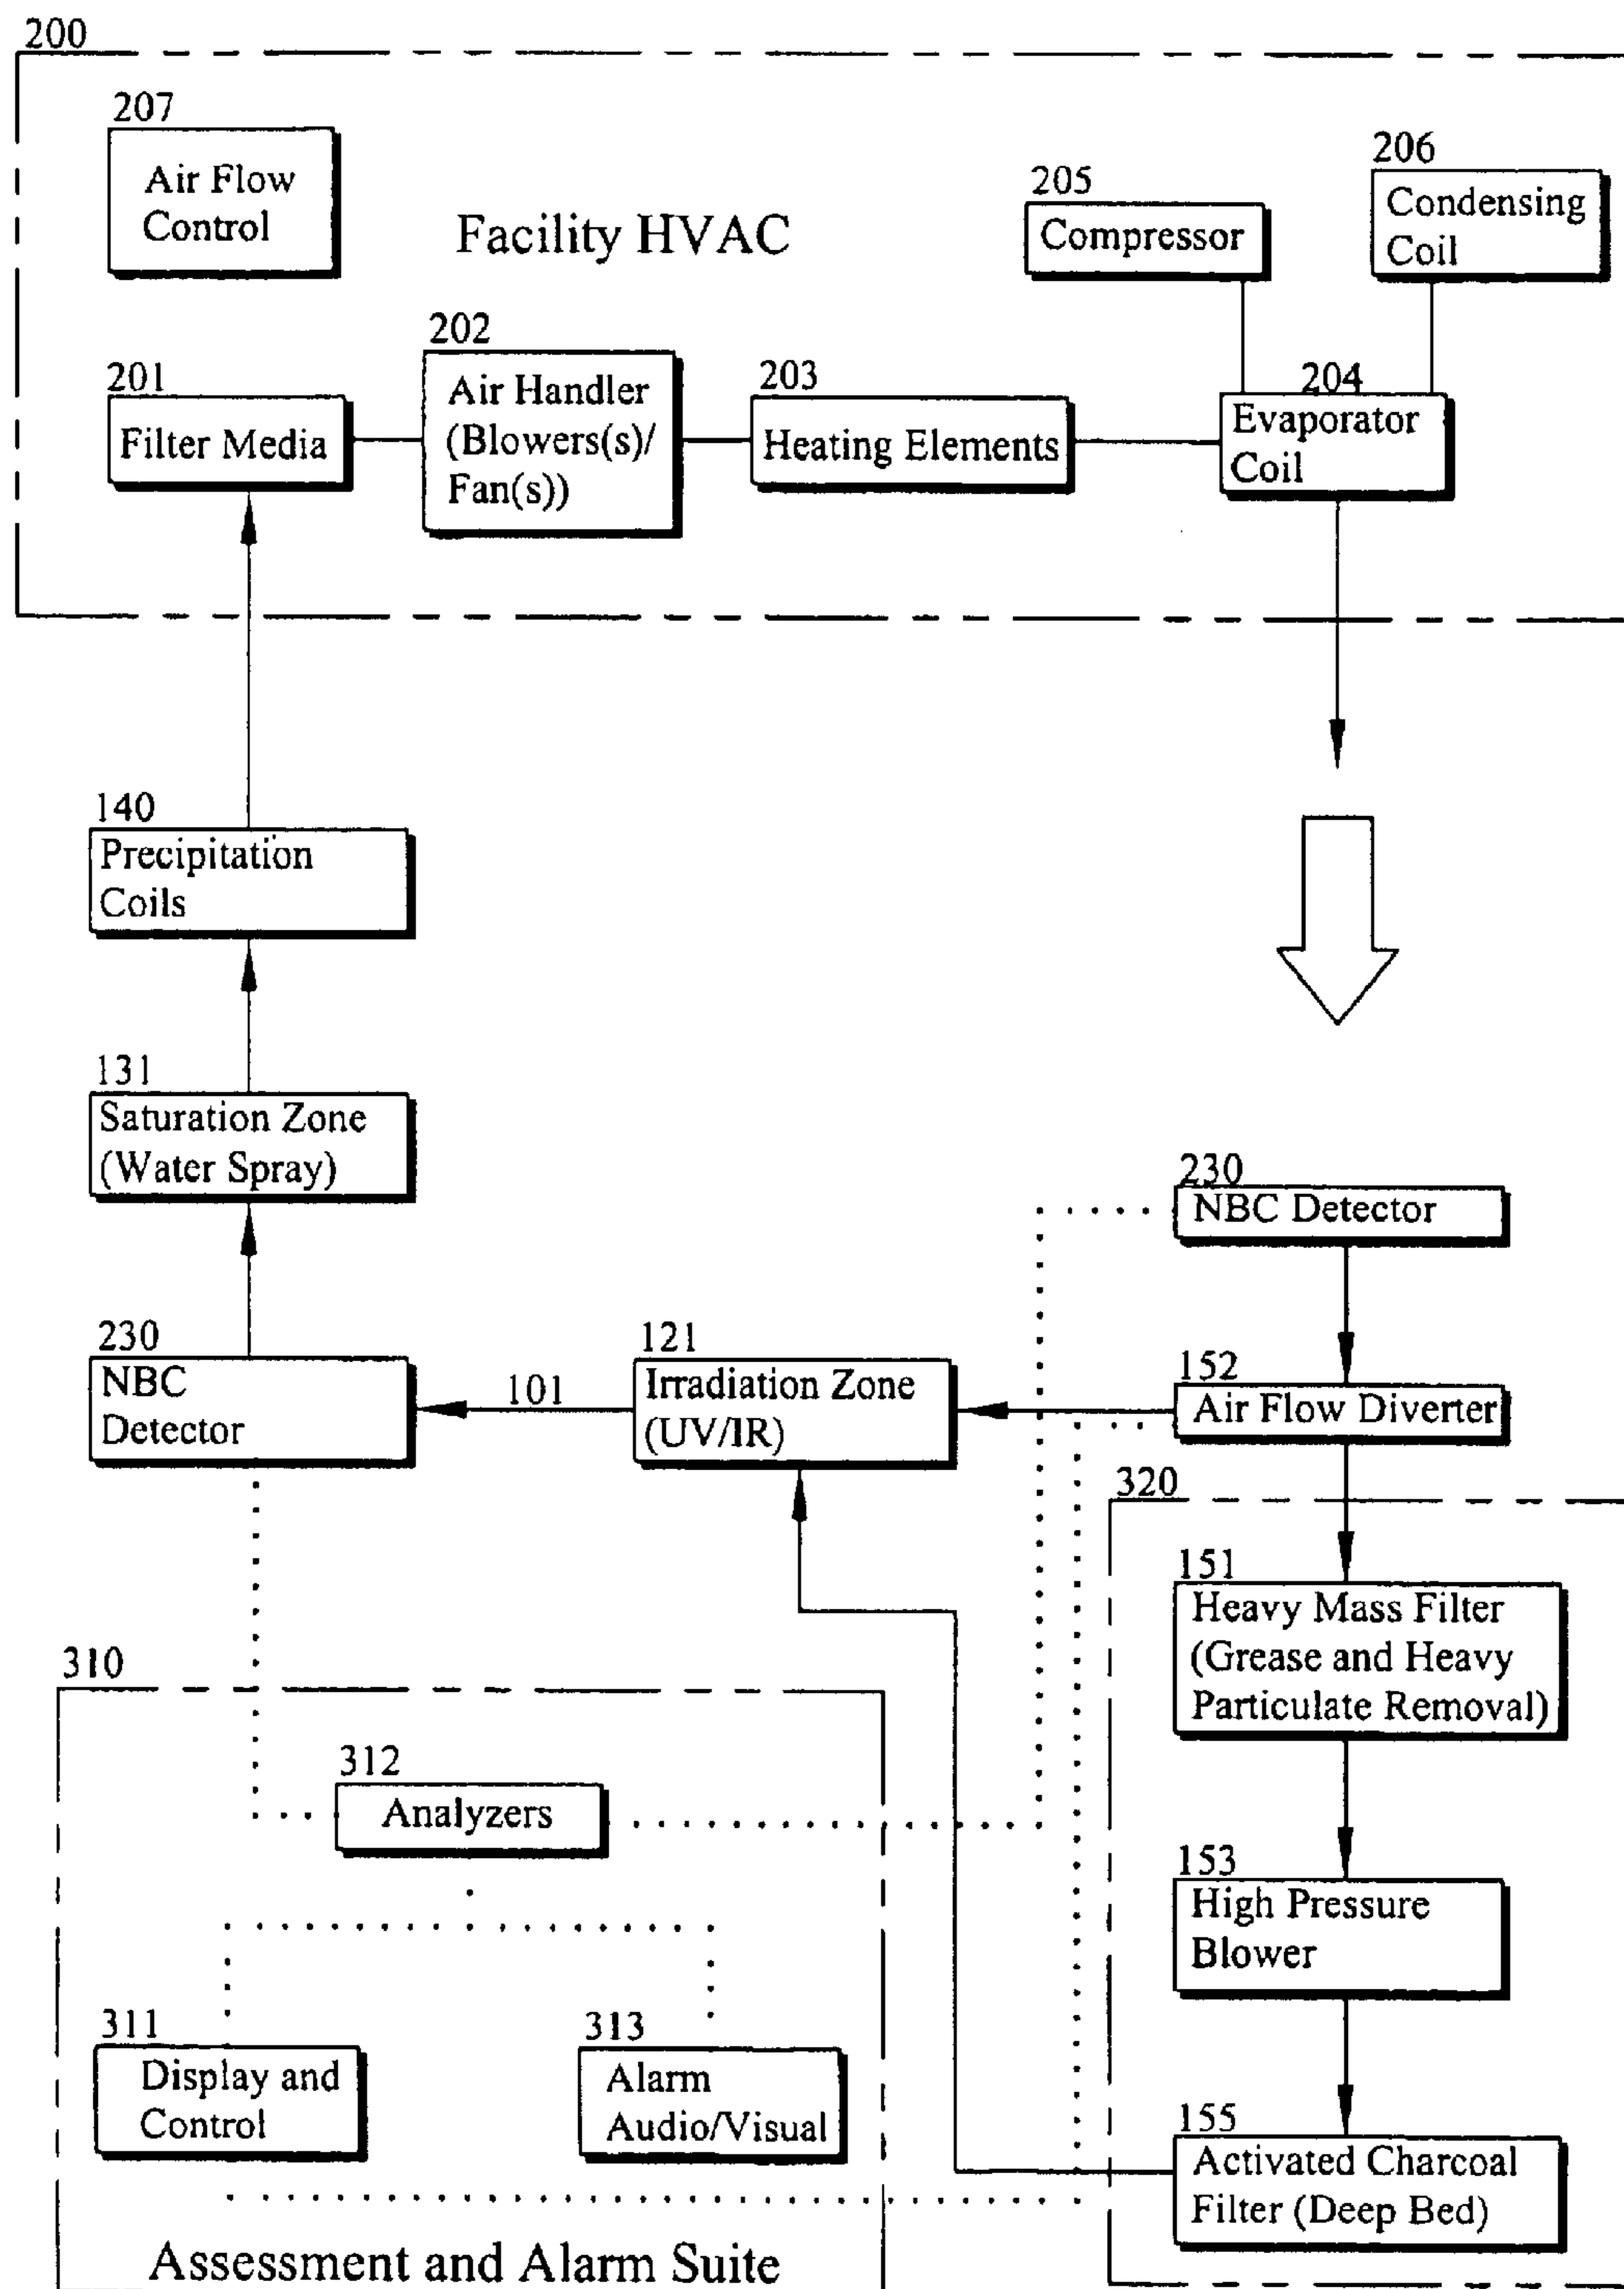 200
207
Air Flow
Control
Facility HVAC
205
Compressor
206
Condensing
Coil
201
Filter Media
202
Air Handler
(Blowers(s)/
Fan(s))
203
Heating Elements
204
Evaporator
Coil
140
Precipitation
Coils
131
Saturation Zone
(Water Spray)
230
NBC Detector
230
NBC
Detector
101
121
Irradiation Zone
(UV/IR)
152
Air Flow Diverter
320
151
Heavy Mass Filter
(Grease and Heavy
Particulate Removal)
310
312
Analyzers
153
High Pressure
Blower
311
Display and
Control
313
Alarm
Audio/Visual
155
Activated Charcoal
Filter (Deep Bed)
Assessment and Alarm Suite